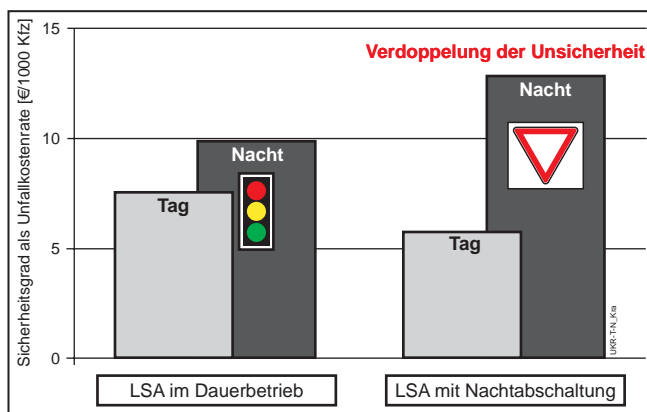 Sicherheitsgrad als Unfallkostenrate [€/1000 Kfz]
15
10
5
0
Verdoppelung der Unsicherheit
Nacht
Tag
Nacht
Tag
UKR-T-N_Kra
LSA im Dauerbetrieb
LSA mit Nachtabschaltung